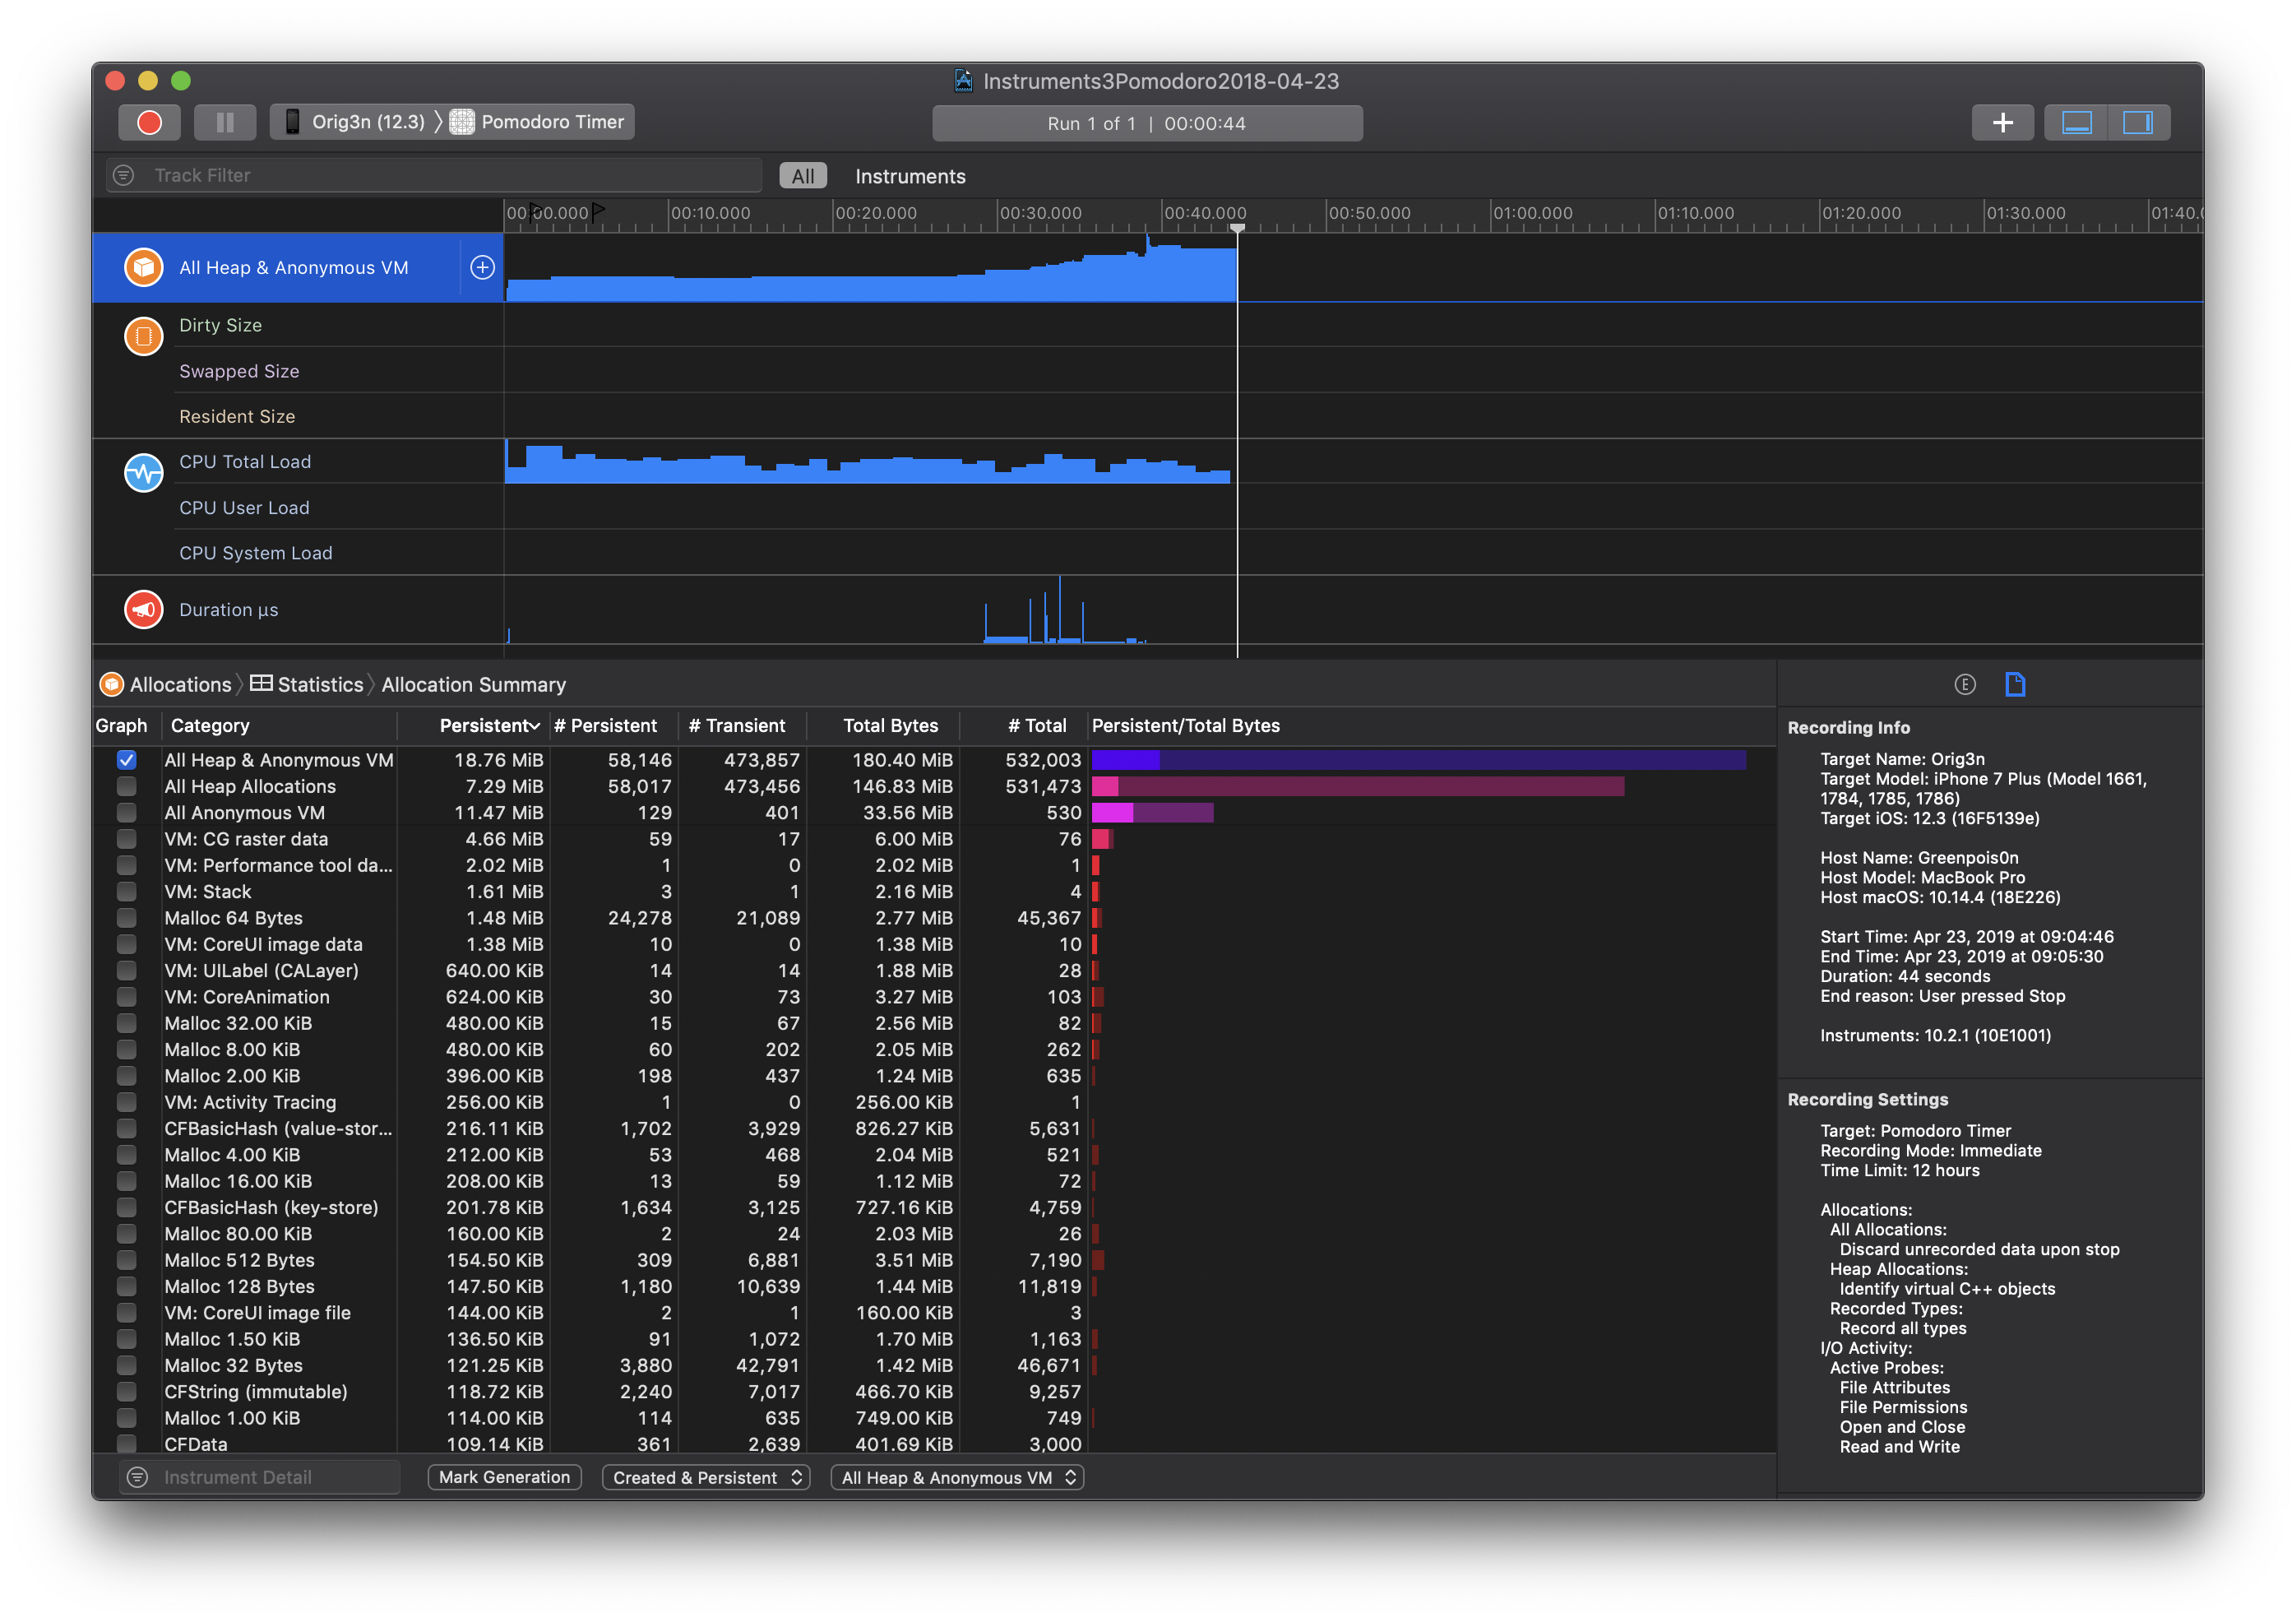 Instruments3Pomodoro2018-04-23
Orig3n (12.3) Pomodoro Timer
Run 1 of 1 | 00:00:44
Track Filter All Instruments
00:00.000 00:10.000 00:20.000 00:30.000 00:40.000 00:50.000 01:00.000 01:10.000 01:20.000 01:30.000 01:40.0
All Heap & Anonymous VM
Dirty Size
Swapped Size
Resident Size
CPU Total Load
CPU User Load
CPU System Load
Duration µs
Allocations Statistics Allocation Summary
Graph Category Persistent # Persistent # Transient Total Bytes # Total Persistent/Total Bytes
All Heap & Anonymous VM 18.76 MiB 58,146 473,857 180.40 MiB 532,003
All Heap Allocations 7.29 MiB 58,017 473,456 146.83 MiB 531,473
All Anonymous VM 11.47 MiB 129 401 33.56 MiB 530
VM: CG raster data 4.66 MiB 59 17 6.00 MiB 76
VM: Performance tool da... 2.02 MiB 1 0 2.02 MiB 1
VM: Stack 1.61 MiB 3 1 2.16 MiB 4
Malloc 64 Bytes 1.48 MiB 24,278 21,089 2.77 MiB 45,367
VM: CoreUI image data 1.38 MiB 10 0 1.38 MiB 10
VM: UILabel (CALayer) 640.00 KiB 14 14 1.88 MiB 28
VM: CoreAnimation 624.00 KiB 30 73 3.27 MiB 103
Malloc 32.00 KiB 480.00 KiB 15 67 2.56 MiB 82
Malloc 8.00 KiB 480.00 KiB 60 202 2.05 MiB 262
Malloc 2.00 KiB 396.00 KiB 198 437 1.24 MiB 635
VM: Activity Tracing 256.00 KiB 1 0 256.00 KiB 1
CFBasicHash (value-stor... 216.11 KiB 1,702 3,929 826.27 KiB 5,631
Malloc 4.00 KiB 212.00 KiB 53 468 2.04 MiB 521
Malloc 16.00 KiB 208.00 KiB 13 59 1.12 MiB 72
CFBasicHash (key-store) 201.78 KiB 1,634 3,125 727.16 KiB 4,759
Malloc 80.00 KiB 160.00 KiB 2 24 2.03 MiB 26
Malloc 512 Bytes 154.50 KiB 309 6,881 3.51 MiB 7,190
Malloc 128 Bytes 147.50 KiB 1,180 10,639 1.44 MiB 11,819
VM: CoreUI image file 144.00 KiB 2 1 160.00 KiB 3
Malloc 1.50 KiB 136.50 KiB 91 1,072 1.70 MiB 1,163
Malloc 32 Bytes 121.25 KiB 3,880 42,791 1.42 MiB 46,671
CFString (immutable) 118.72 KiB 2,240 7,017 466.70 KiB 9,257
Malloc 1.00 KiB 114.00 KiB 114 635 749.00 KiB 749
CFData 109.14 KiB 361 2,639 401.69 KiB 3,000
Instrument Detail Mark Generation Created & Persistent All Heap & Anonymous VM
E
Recording Info
Target Name: Orig3n
Target Model: iPhone 7 Plus (Model 1661,
1784, 1785, 1786)
Target iOS: 12.3 (16F5139e)
Host Name: Greenpois0n
Host Model: MacBook Pro
Host macOS: 10.14.4 (18E226)
Start Time: Apr 23, 2019 at 09:04:46
End Time: Apr 23, 2019 at 09:05:30
Duration: 44 seconds
End reason: User pressed Stop
Instruments: 10.2.1 (10E1001)
Recording Settings
Target: Pomodoro Timer
Recording Mode: Immediate
Time Limit: 12 hours
Allocations:
All Allocations:
Discard unrecorded data upon stop
Heap Allocations:
Identify virtual C++ objects
Recorded Types:
Record all types
I/O Activity:
Active Probes:
File Attributes
File Permissions
Open and Close
Read and Write